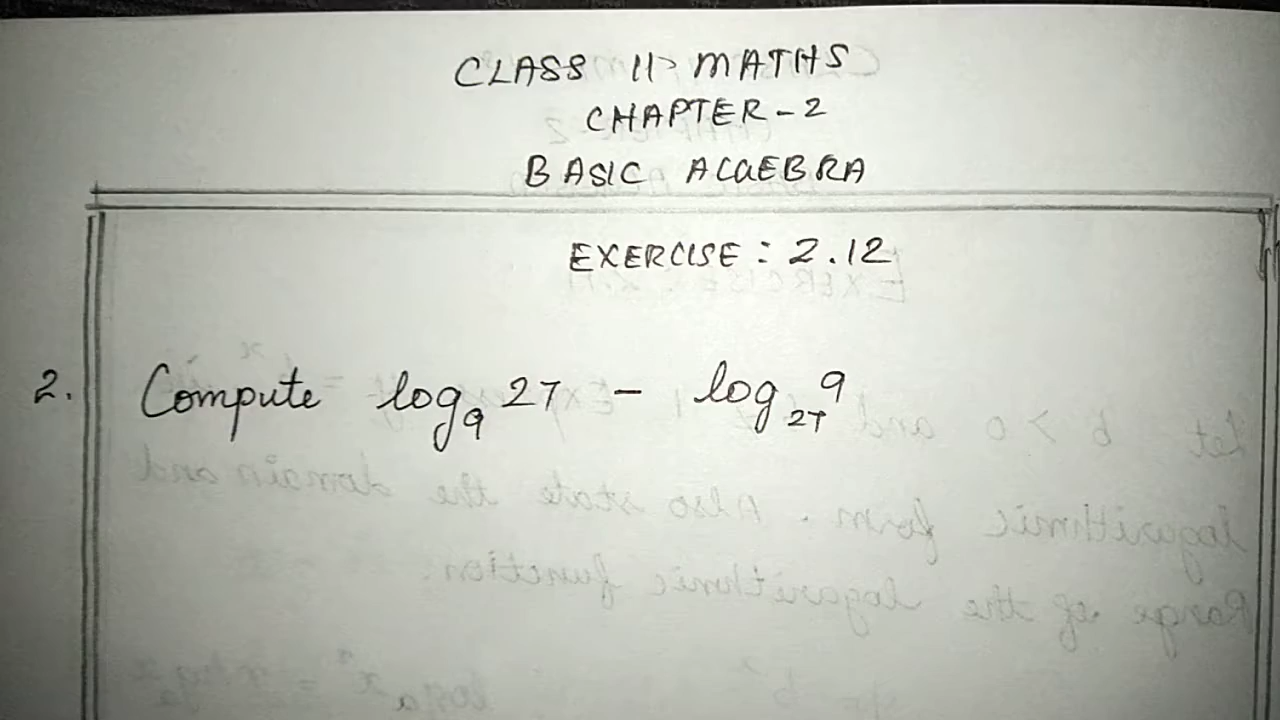 CLASS 11 MATHS
CHAPTER-2
BASIC ALGEBRA
EXERCISE: 2.12
2. Compute log₉ 27 - log₂₇ 9